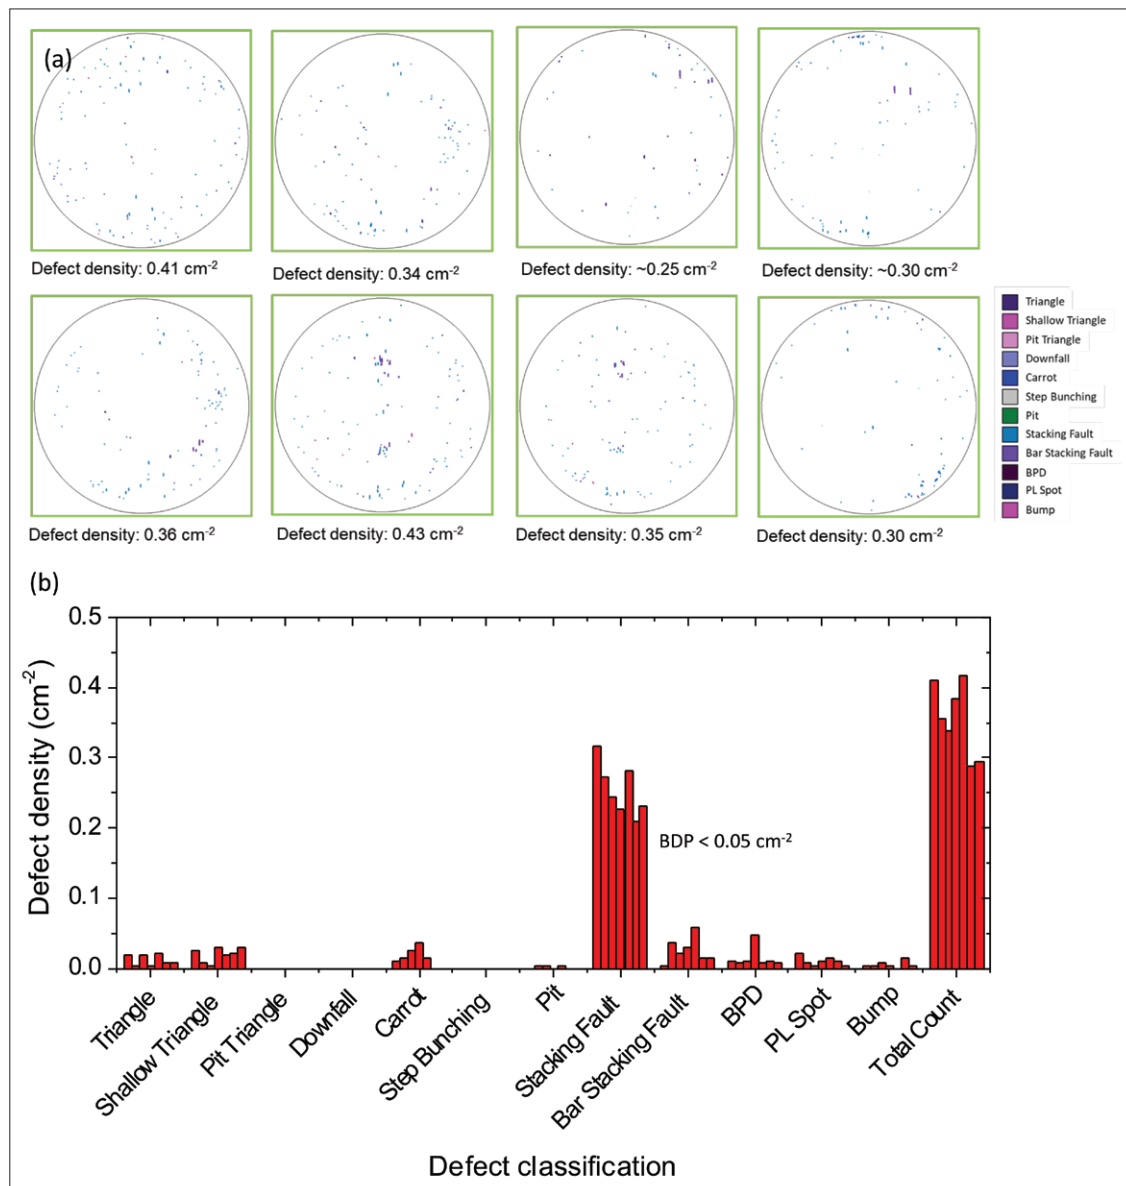 (a)
Defect density: 0.41 cm-2
Defect density: 0.34 cm-2
Defect density: ~0.25 cm-2
Defect density: ~0.30 cm-2
Defect density: 0.36 cm-2
Defect density: 0.43 cm-2
Defect density: 0.35 cm-2
Defect density: 0.30 cm-2
Triangle
Shallow Triangle
Pit Triangle
Downfall
Carrot
Step Bunching
Pit
Stacking Fault
Bar Stacking Fault
BPD
PL Spot
Bump
(b)
Defect density (cm-2)
0.5
0.4
0.3
0.2
0.1
0.0
BDP < 0.05 cm-2
Triangle
Shallow Triangle
Pit Triangle
Downfall
Carrot
Step Bunching
Pit
Stacking Fault
Bar Stacking Fault
BPD
PL Spot
Bump
Total Count
Defect classification